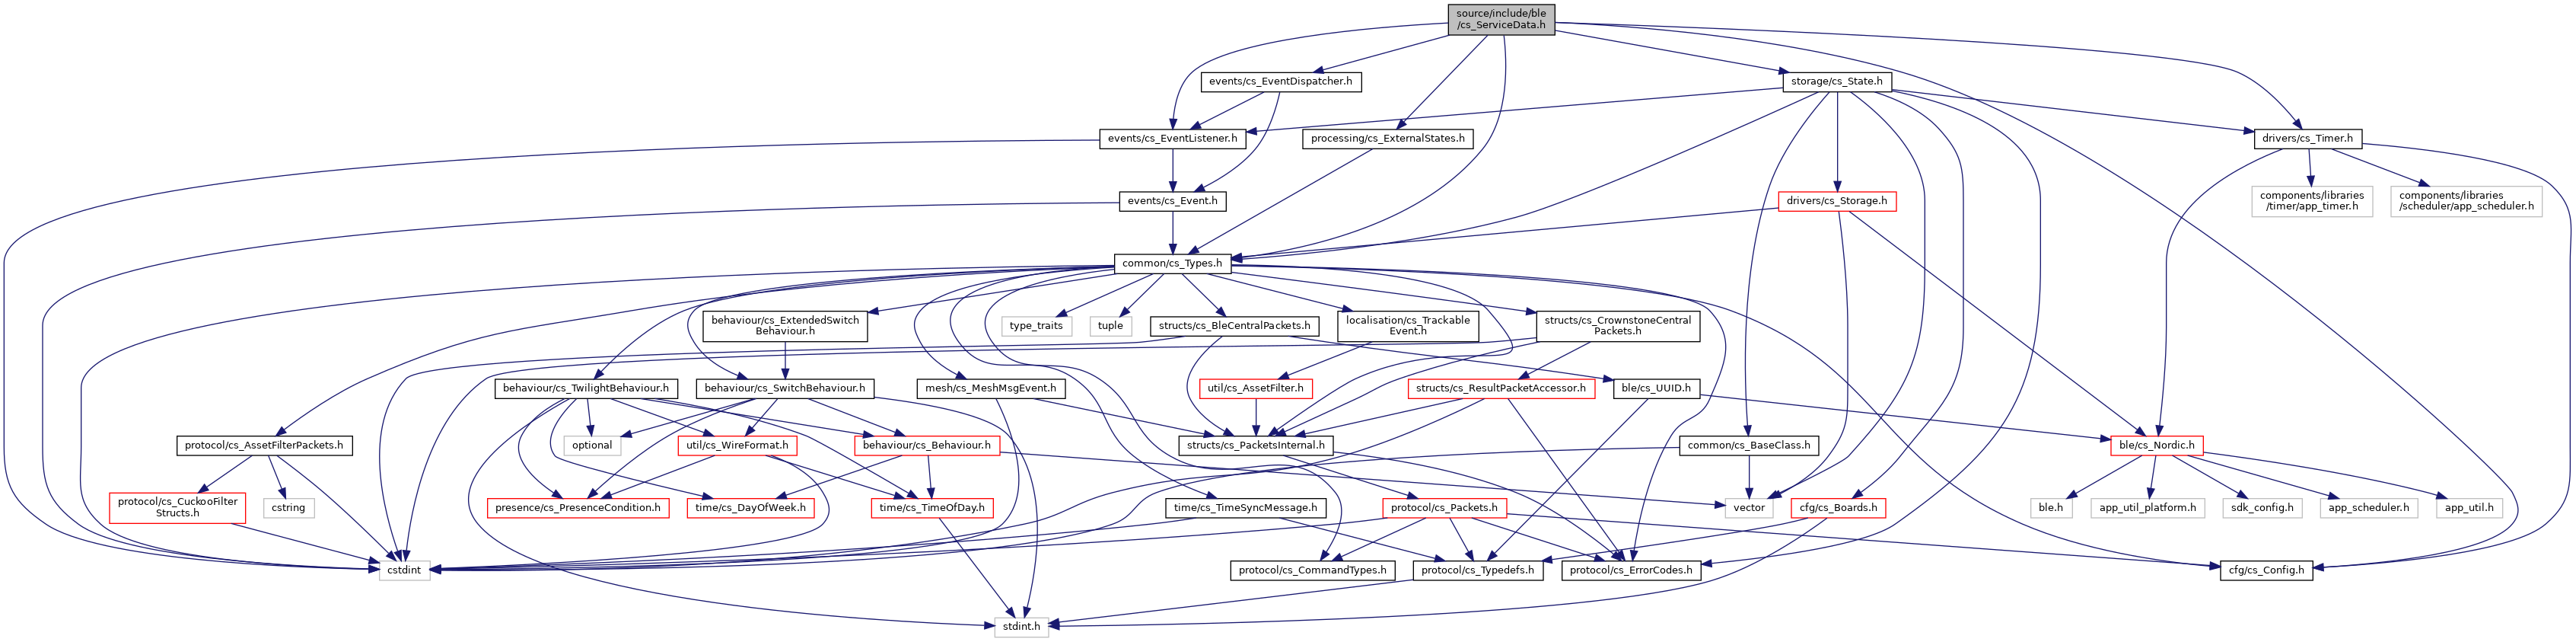 source/include/ble
/cs_ServiceData.h
events/cs_EventDispatcher.h
storage/cs_State.h
events/cs_EventListener.h
processing/cs_ExternalStates.h
drivers/cs_Timer.h
events/cs_Event.h
drivers/cs_Storage.h
components/libraries
/timer/app_timer.h
components/libraries
/scheduler/app_scheduler.h
common/cs_Types.h
behaviour/cs_ExtendedSwitch
Behaviour.h
type_traits
tuple
structs/cs_BleCentralPackets.h
localisation/cs_Trackable
Event.h
structs/cs_CrownstoneCentral
Packets.h
behaviour/cs_TwilightBehaviour.h
behaviour/cs_SwitchBehaviour.h
mesh/cs_MeshMsgEvent.h
util/cs_AssetFilter.h
structs/cs_ResultPacketAccessor.h
ble/cs_UUID.h
protocol/cs_AssetFilterPackets.h
optional
util/cs_WireFormat.h
behaviour/cs_Behaviour.h
structs/cs_PacketsInternal.h
common/cs_BaseClass.h
ble/cs_Nordic.h
protocol/cs_CuckooFilter
Structs.h
cstring
presence/cs_PresenceCondition.h
time/cs_DayOfWeek.h
time/cs_TimeOfDay.h
time/cs_TimeSyncMessage.h
protocol/cs_Packets.h
vector
cfg/cs_Boards.h
ble.h
app_util_platform.h
sdk_config.h
app_scheduler.h
app_util.h
cstdint
protocol/cs_CommandTypes.h
protocol/cs_Typedefs.h
protocol/cs_ErrorCodes.h
cfg/cs_Config.h
stdint.h